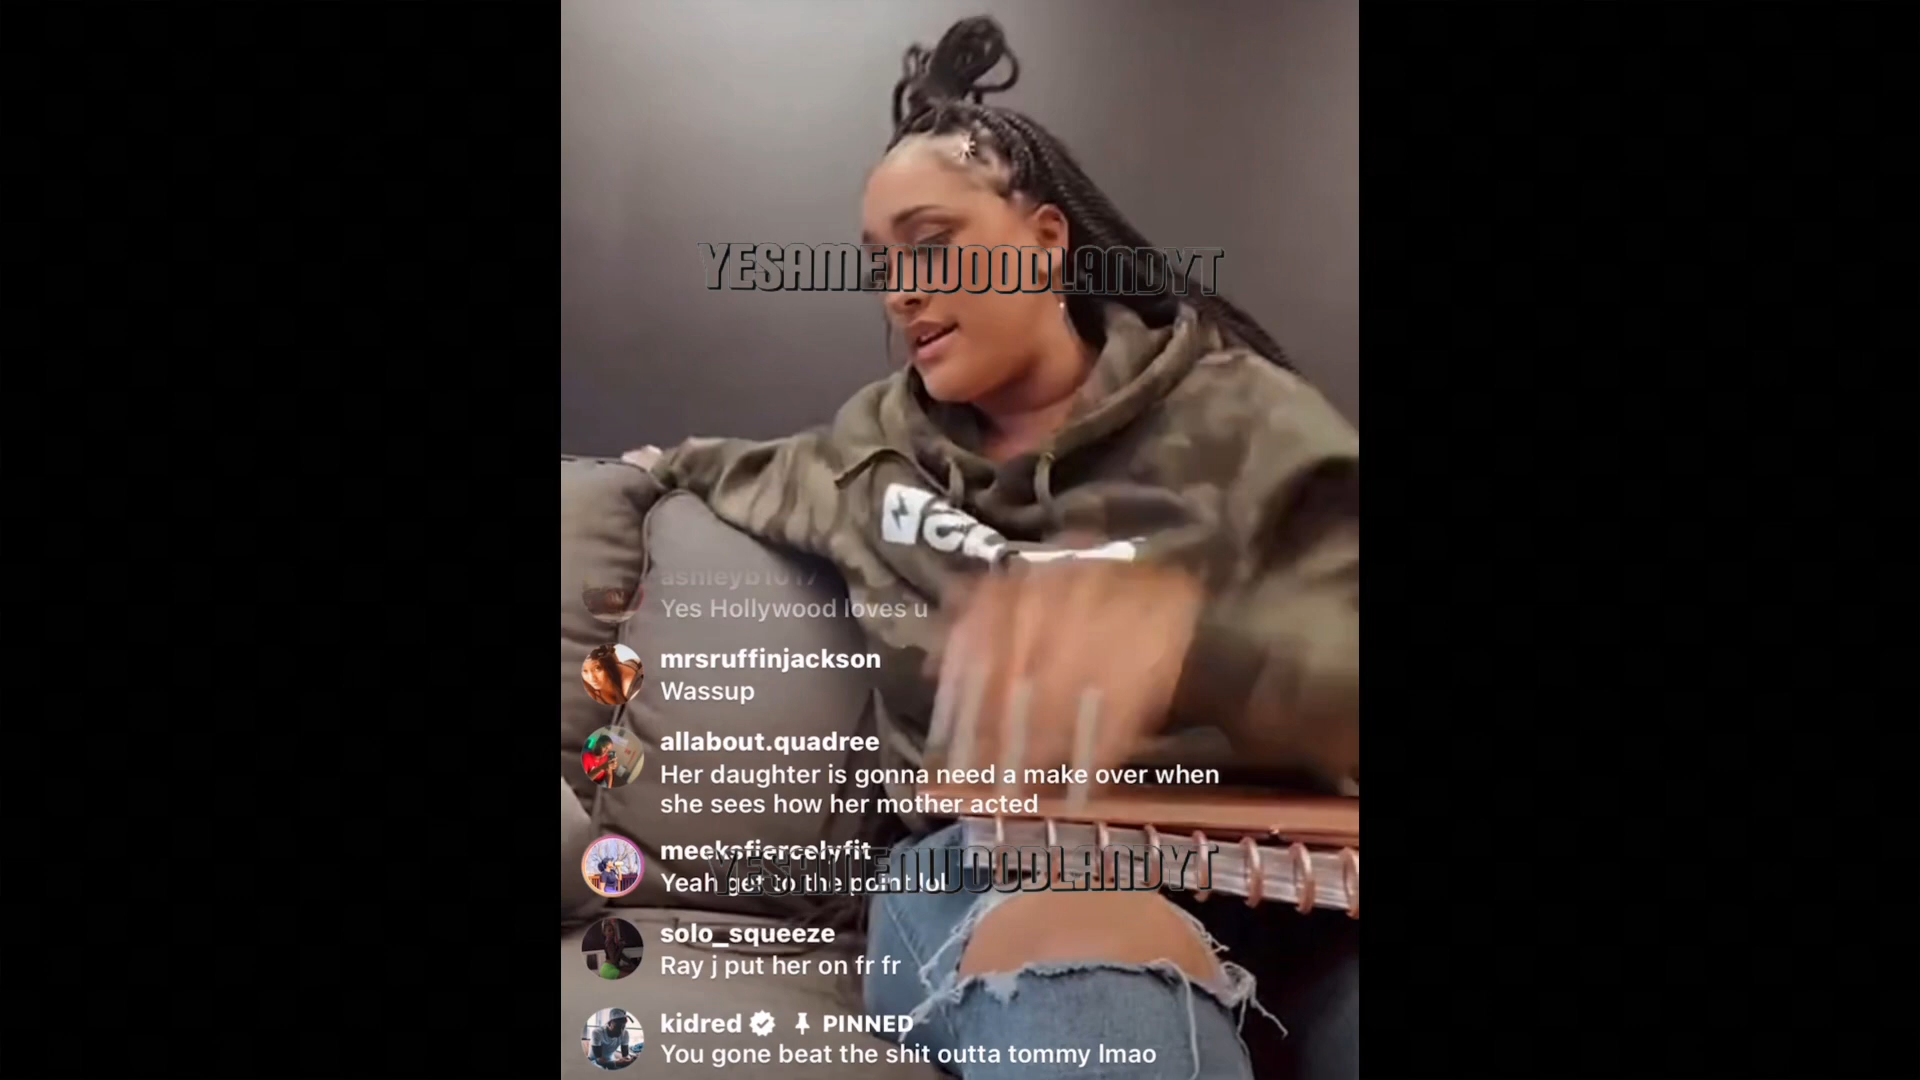 YESAMENWOODLANDYT
ashleyb1017
Yes Hollywood loves u
mrsruffinjackson
Wassup
allabout.quadree
Her daughter is gonna need a make over when
she sees how her mother acted
meeksfiercelyfit
Yeah get to the point lol
YESAMENWOODLANDYT
solo_squeeze
Ray j put her on fr fr
kidred PINNED
You gone beat the shit outta tommy lmao